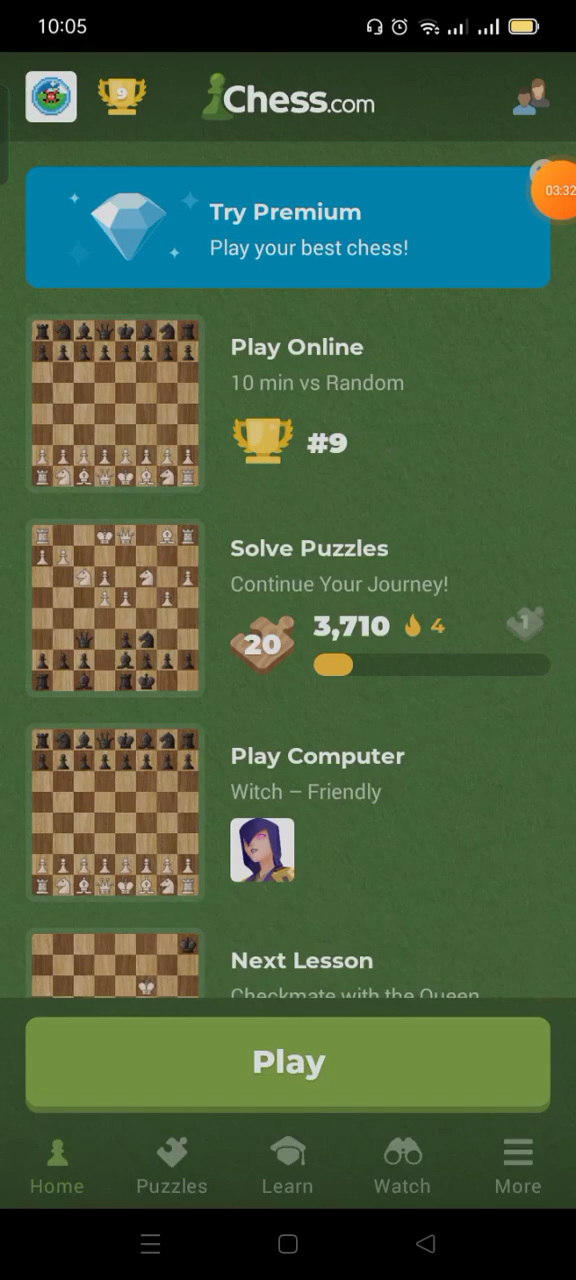 10:05
9
Chess.com
03:32
Try Premium
Play your best chess!
Play Online
10 min vs Random
#9
Solve Puzzles
Continue Your Journey!
20
3,710
4
1
Play Computer
Witch – Friendly
Next Lesson
Checkmate with the Queen
Play
Home
Puzzles
Learn
Watch
More